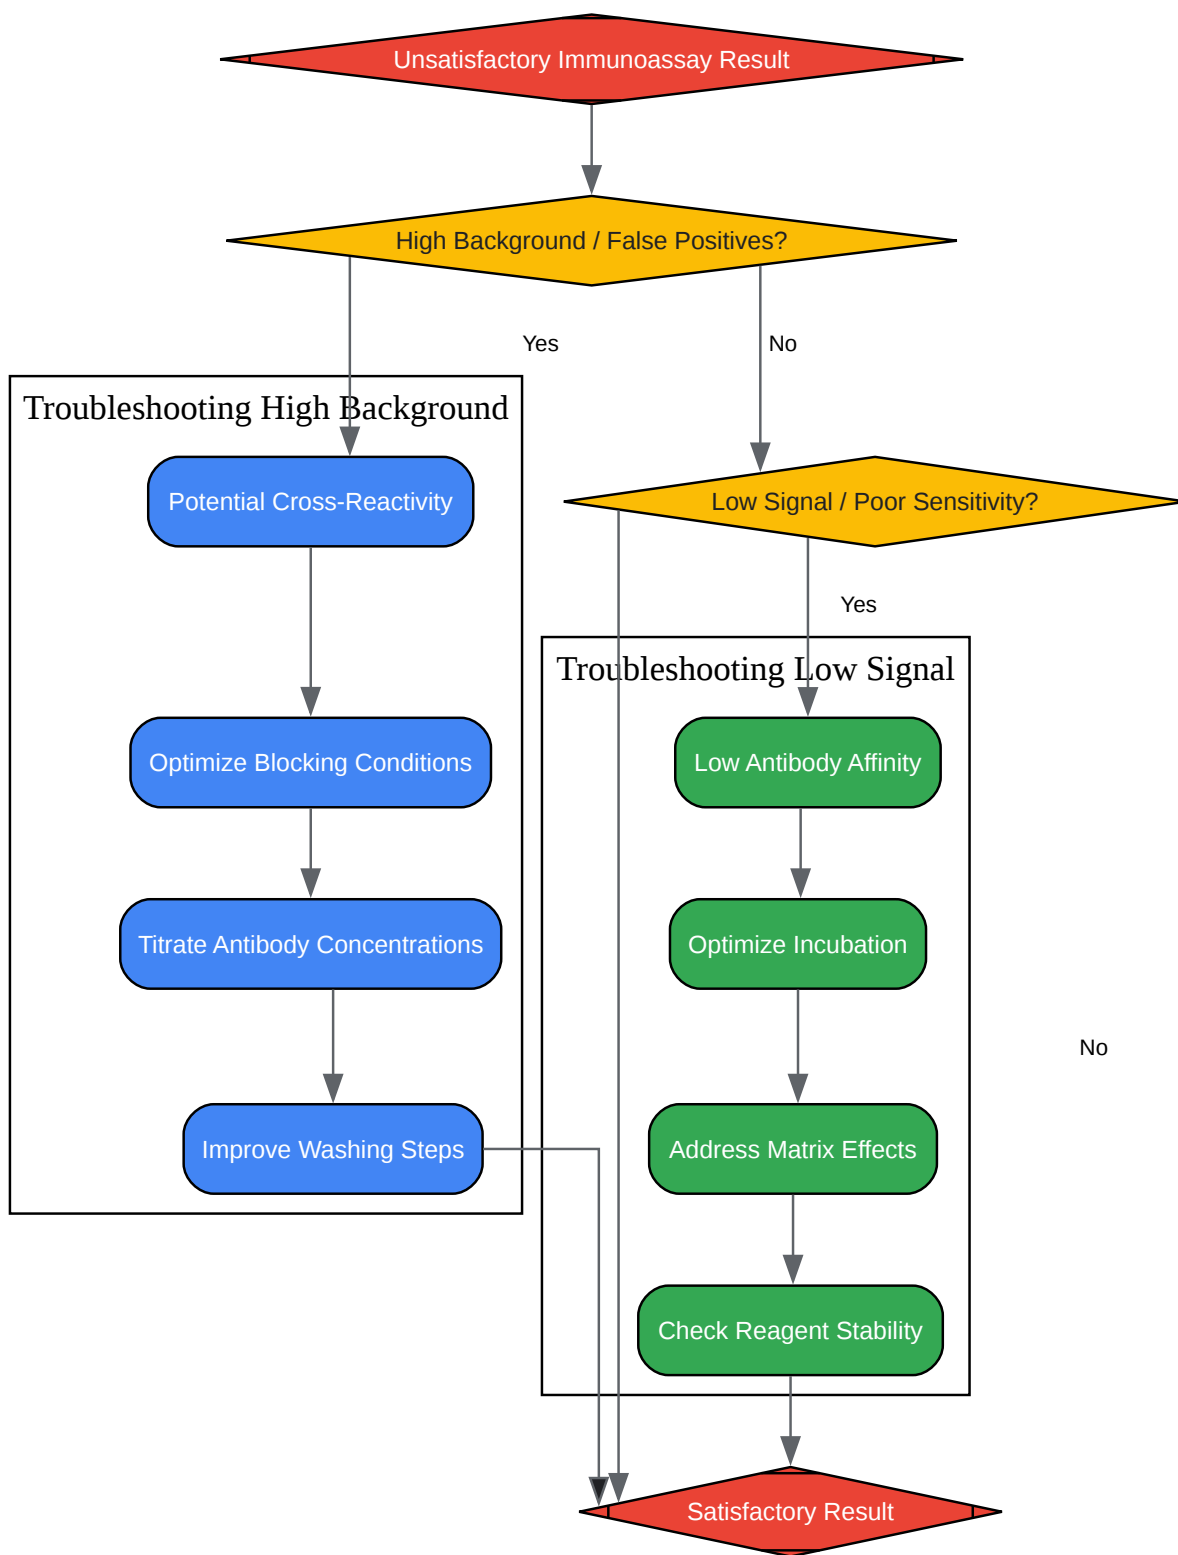 Unsatisfactory Immunoassay Result
High Background / False Positives?
Yes
No
Troubleshooting High Background
Potential Cross-Reactivity
Low Signal / Poor Sensitivity?
Yes
Troubleshooting Low Signal
Optimize Blocking Conditions
Low Antibody Affinity
Titrate Antibody Concentrations
Optimize Incubation
No
Improve Washing Steps
Address Matrix Effects
Check Reagent Stability
Satisfactory Result